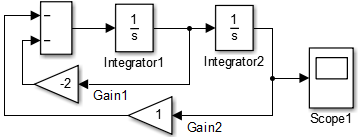 1
s
Integrator1
1
s
Integrator2
-2
Gain1
1
Gain2
Scope1